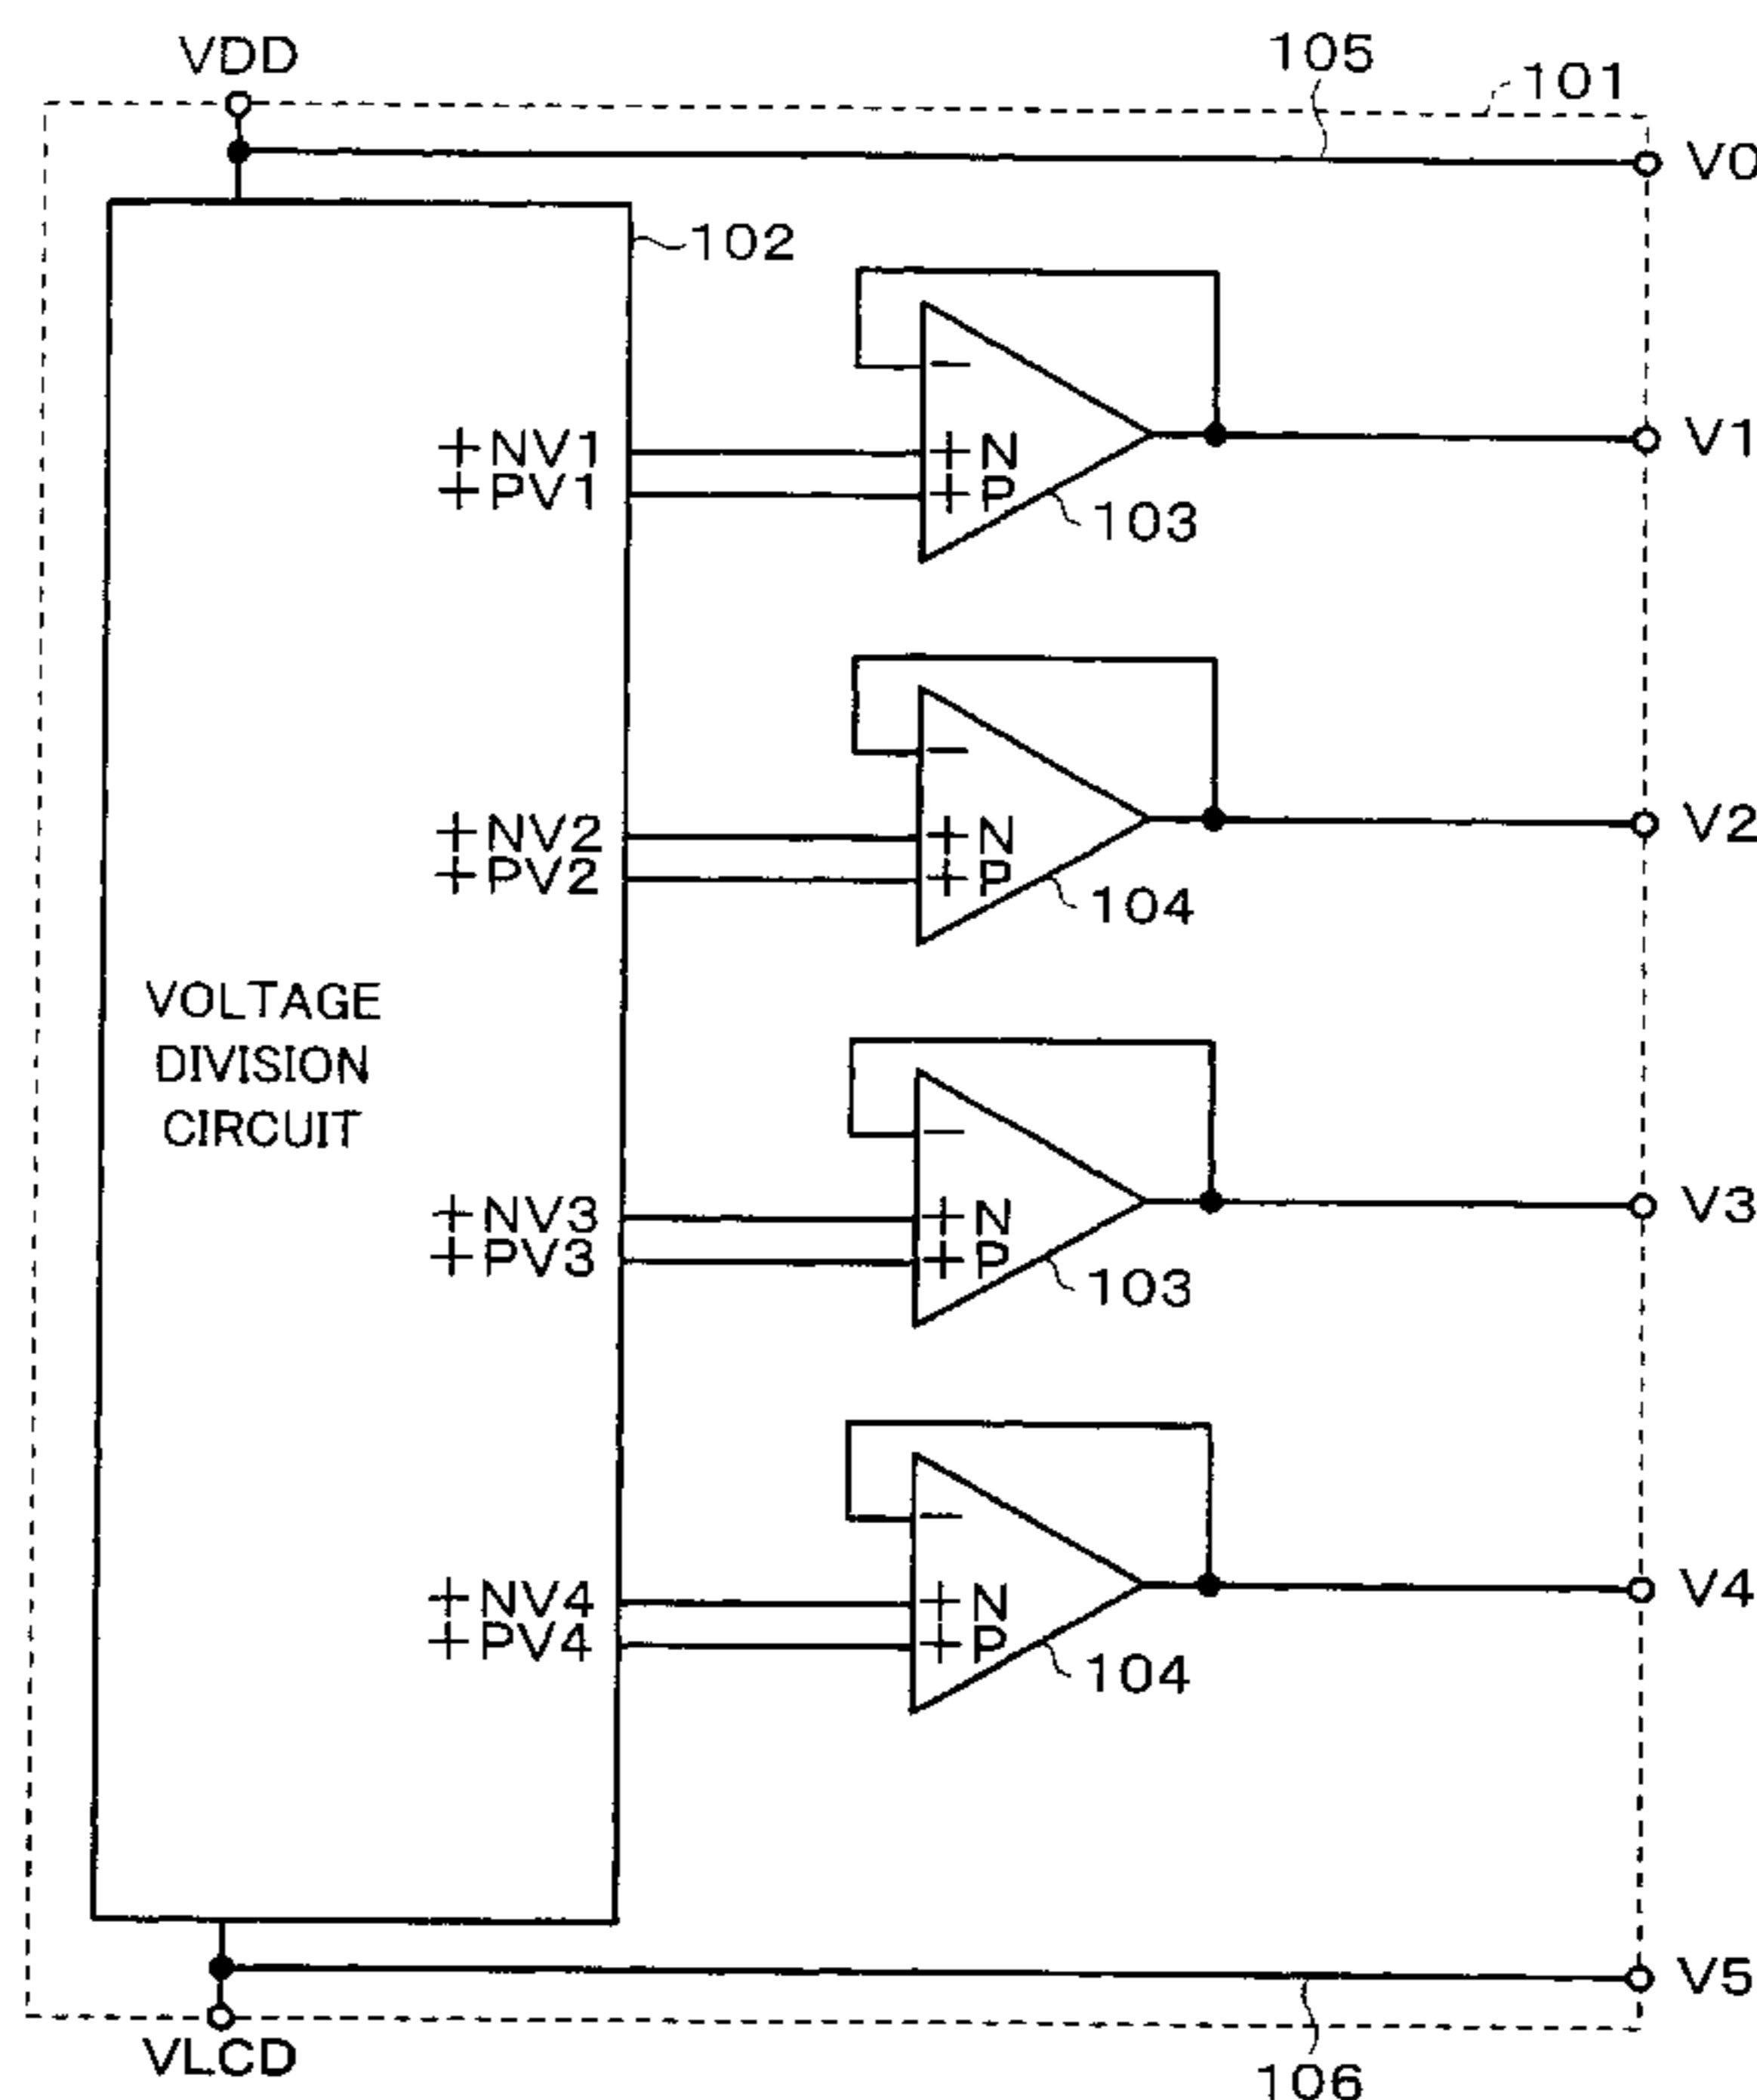 VDD
105
101
V0
102
−
+NV1
+N
V1
+PV1
+P
103
−
+NV2
+N
V2
+PV2
+P
104
VOLTAGE
DIVISION
CIRCUIT
−
+NV3
+N
V3
+PV3
+P
103
−
+NV4
+N
V4
+PV4
+P
104
V5
VLCD
106